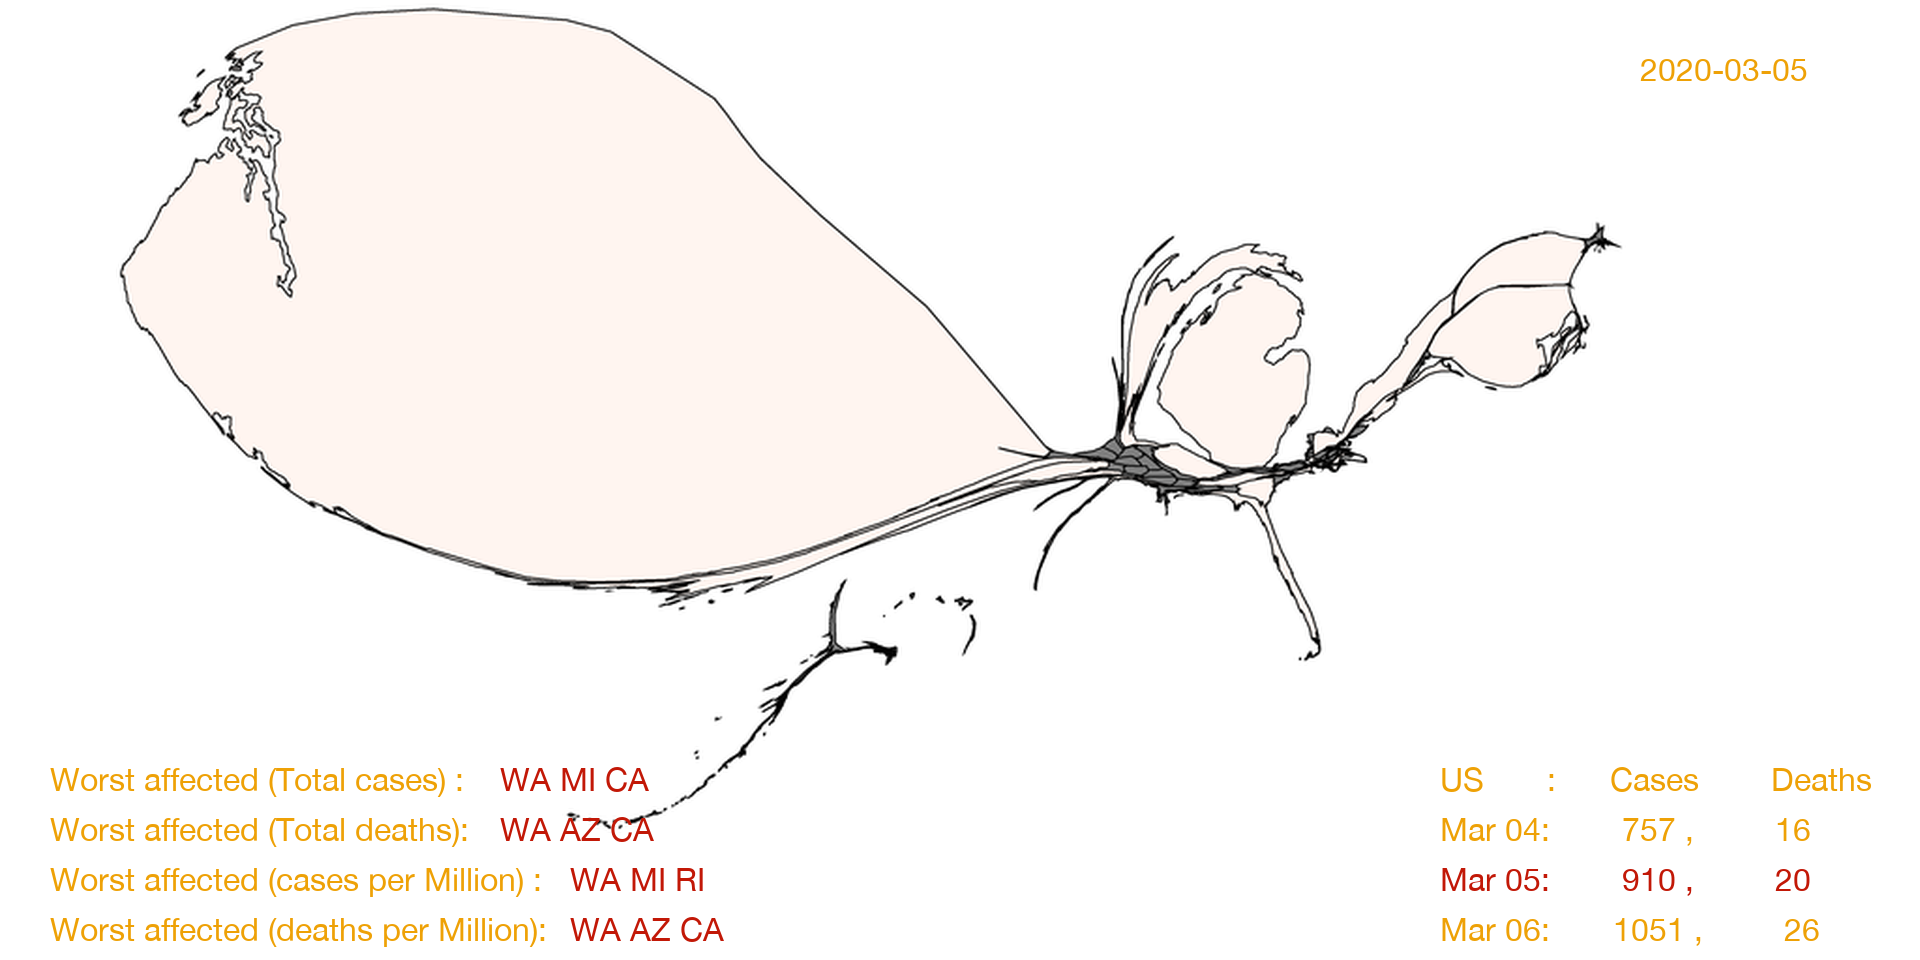 2020-03-05
Worst affected (Total cases) : WA MI CA
Worst affected (Total deaths): WA AZ CA
Worst affected (cases per Million) : WA MI RI
Worst affected (deaths per Million): WA AZ CA
US : Cases Deaths
Mar 04: 757 , 16
Mar 05: 910 , 20
Mar 06: 1051 , 26